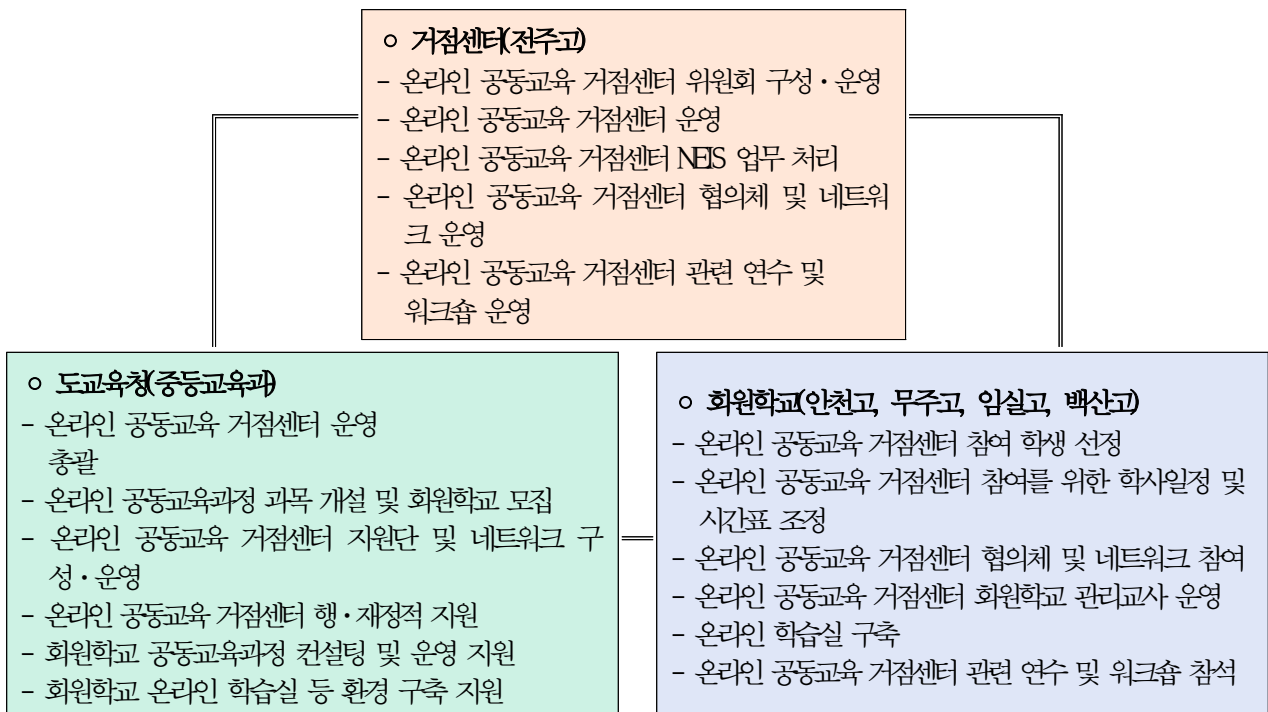 ○ 거점센터(전주고)
- 온라인 공동교육 거점센터 위원회 구성·운영
- 온라인 공동교육 거점센터 운영
- 온라인 공동교육 거점센터 NEIS 업무 처리
- 온라인 공동교육 거점센터 협의체 및 네트워
크 운영
- 온라인 공동교육 거점센터 관련 연수 및
워크숍 운영
○ 도교육청(중등교육과)
- 온라인 공동교육 거점센터 운영
총괄
- 온라인 공동교육과정 과목 개설 및 회원학교 모집
- 온라인 공동교육 거점센터 지원단 및 네트워크 구
성·운영
- 온라인 공동교육 거점센터 행·재정적 지원
- 회원학교 공동교육과정 컨설팅 및 운영 지원
- 회원학교 온라인 학습실 등 환경 구축 지원
○ 회원학교(안천고, 무주고, 임실고, 백산고)
- 온라인 공동교육 거점센터 참여 학생 선정
- 온라인 공동교육 거점센터 참여를 위한 학사일정 및
시간표 조정
- 온라인 공동교육 거점센터 협의체 및 네트워크 참여
- 온라인 공동교육 거점센터 회원학교 관리교사 운영
- 온라인 학습실 구축
- 온라인 공동교육 거점센터 관련 연수 및 워크숍 참석